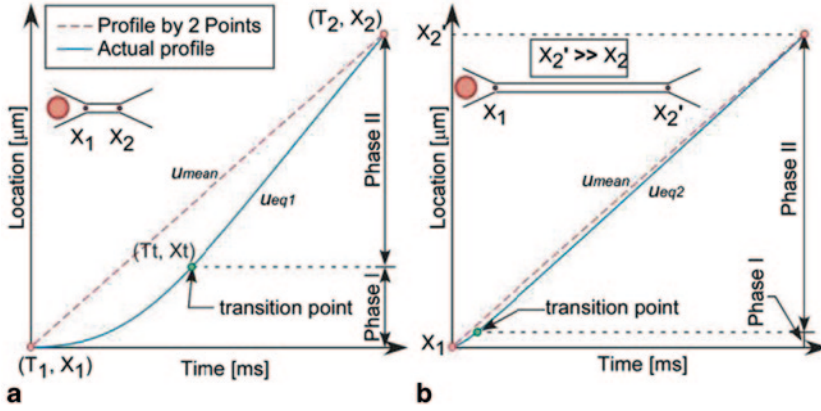 Profile by 2 Points
Actual profile
(T2, X2)
X1 X2
Location [µm]
umean
ueq1
(Tt, Xt)
transition point
Phase II
Phase I
(T1, X1)
Time [ms]
a
X2'
X2' >> X2
X1 X2'
Location [µm]
umean
ueq2
transition point
Phase II
Phase I
X1
Time [ms]
b